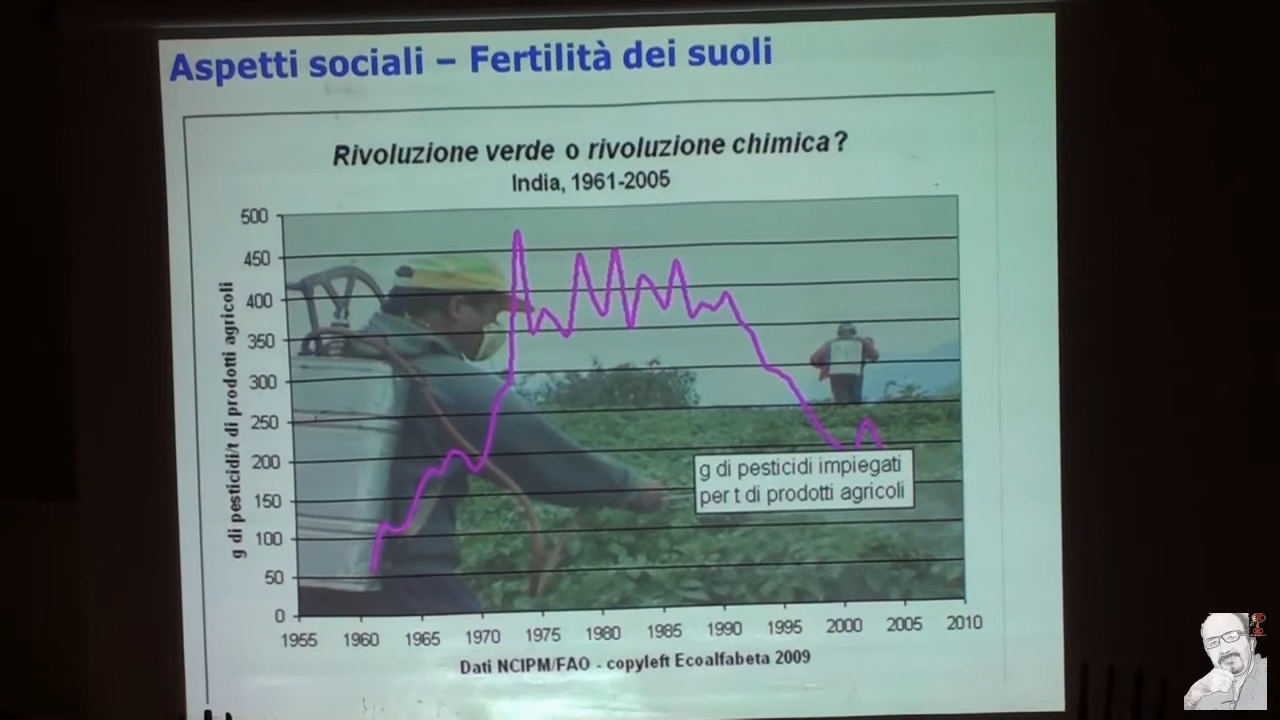 Aspetti sociali – Fertilità dei suoli
Rivoluzione verde o rivoluzione chimica?
India, 1961-2005
g di pesticidi/t di prodotti agricoli
500
450
400
350
300
250
200
150
100
50
0
g di pesticidi impiegati
per t di prodotti agricoli
1955 1960 1965 1970 1975 1980 1985 1990 1995 2000 2005 2010
Dati NCIPM/FAO - copyleft Ecoalfabeta 2009